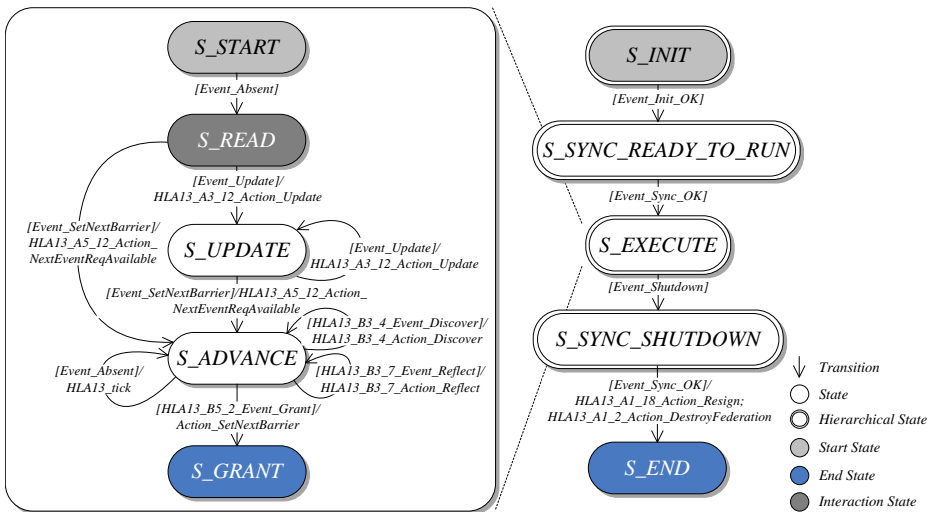 S_START
[Event_Absent]
S_READ
[Event_Update]/
HLA13_A3_12_Action_Update
[Event_SetNextBarrier]/
HLA13_A5_12_Action_
NextEventReqAvailable
S_UPDATE
[Event_Update]/
HLA13_A3_12_Action_Update
[Event_SetNextBarrier]/HLA13_A5_12_Action_
NextEventReqAvailable
[HLA13_B3_4_Event_Discover]/
HLA13_B3_4_Action_Discover
S_ADVANCE
[Event_Absent]/
HLA13_tick
[HLA13_B3_7_Event_Reflect]/
HLA13_B3_7_Action_Reflect
[HLA13_B5_2_Event_Grant]/
Action_SetNextBarrier
S_GRANT
S_INIT
[Event_Init_OK]
S_SYNC_READY_TO_RUN
[Event_Sync_OK]
S_EXECUTE
[Event_Shutdown]
S_SYNC_SHUTDOWN
[Event_Sync_OK]/
HLA13_A1_18_Action_Resign;
HLA13_A1_2_Action_DestroyFederation
S_END
Transition
State
Hierarchical State
Start State
End State
Interaction State